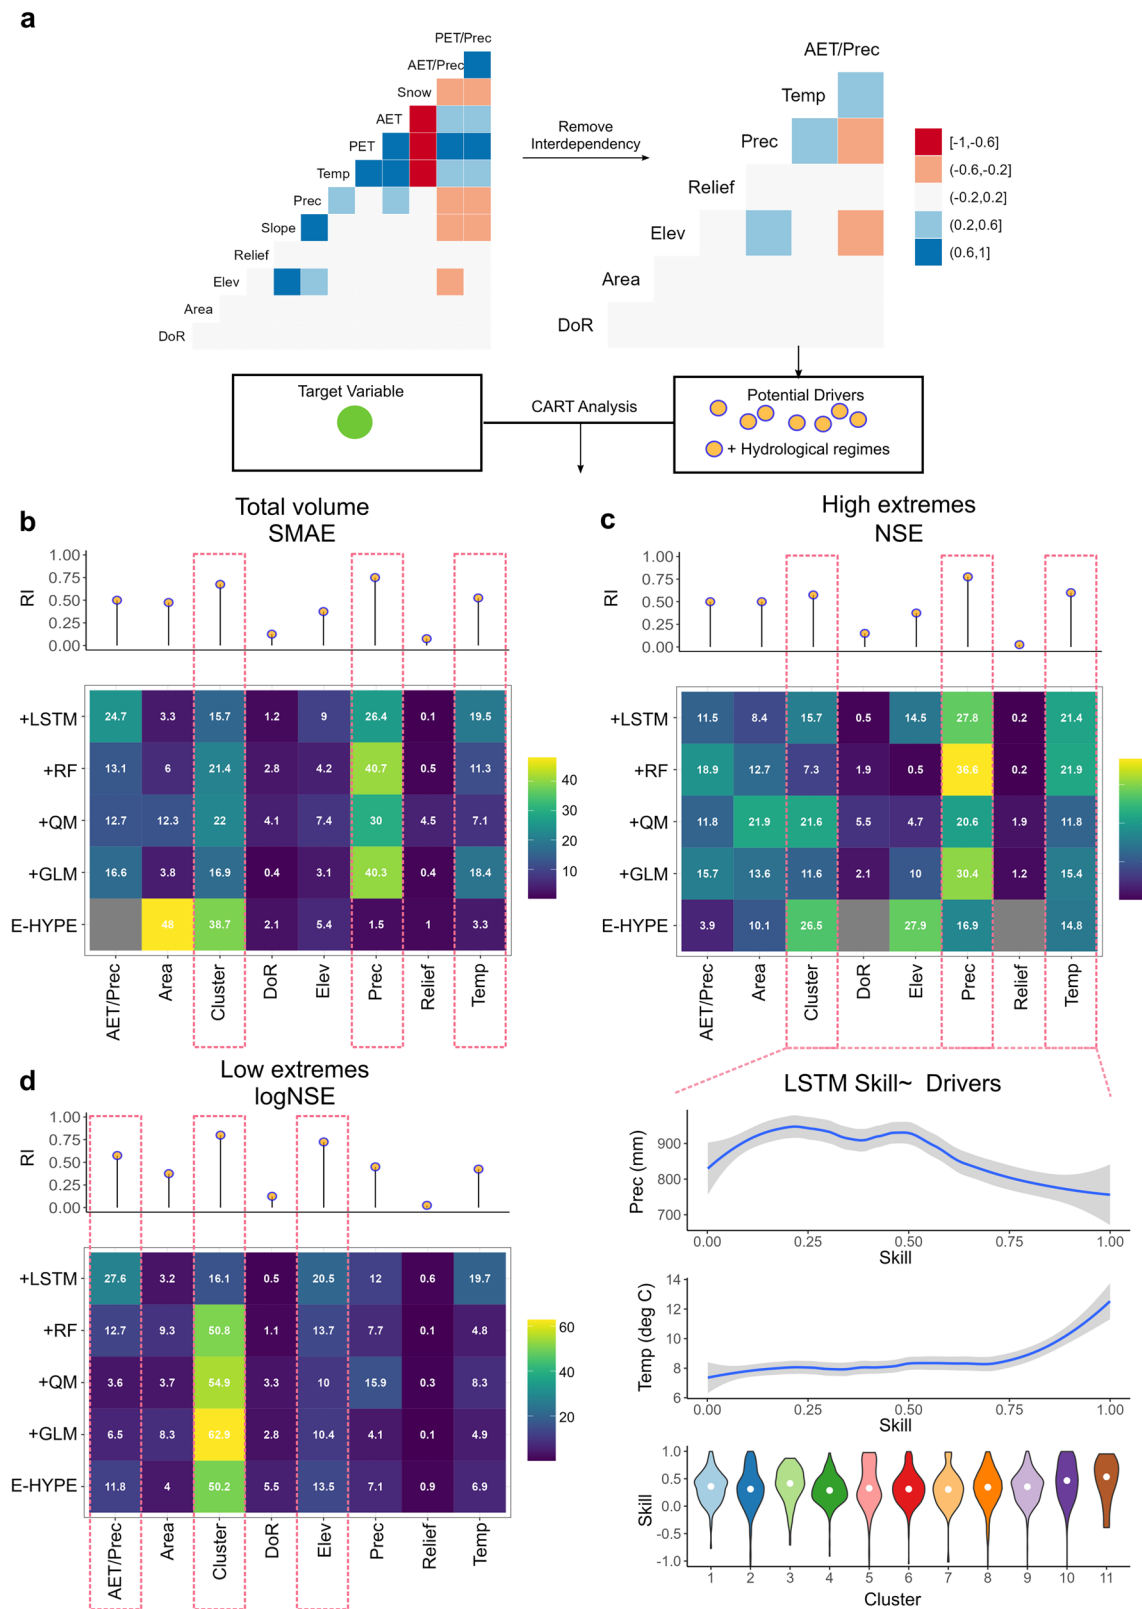 a
PET/Prec
AET/Prec
Snow
AET
PET
Temp
Prec
Slope
Relief
Elev
Area
DoR
Remove
Interdependency
AET/Prec
Temp
Prec
Relief
Elev
Area
DoR
[-1,-0.6]
(-0.6,-0.2]
(-0.2,0.2]
(0.2,0.6]
(0.6,1]
Target Variable
CART Analysis
Potential Drivers
+ Hydrological regimes
b
Total volume
SMAE
RI
1.00
0.75
0.50
0.25
0.00
+LSTM 24.7 3.3 15.7 1.2 9 26.4 0.1 19.5
+RF 13.1 6 21.4 2.8 4.2 40.7 0.5 11.3
+QM 12.7 12.3 22 4.1 7.4 30 4.5 7.1
+GLM 16.6 3.8 16.9 0.4 3.1 40.3 0.4 18.4
E-HYPE 48 38.7 2.1 5.4 1.5 1 3.3
AET/Prec Area Cluster DoR Elev Prec Relief Temp
40
30
20
10
c
High extremes
NSE
RI
1.00
0.75
0.50
0.25
0.00
+LSTM 11.5 8.4 15.7 0.5 14.5 27.8 0.2 21.4
+RF 18.9 12.7 7.3 1.9 0.5 36.6 0.2 21.9
+QM 11.8 21.9 21.6 5.5 4.7 20.6 1.9 11.8
+GLM 15.7 13.6 11.6 2.1 10 30.4 1.2 15.4
E-HYPE 3.9 10.1 26.5 27.9 16.9 14.8
AET/Prec Area Cluster DoR Elev Prec Relief Temp
d
Low extremes
logNSE
RI
1.00
0.75
0.50
0.25
0.00
+LSTM 27.6 3.2 16.1 0.5 20.5 12 0.6 19.7
+RF 12.7 9.3 50.8 1.1 13.7 7.7 0.1 4.8
+QM 3.6 3.7 54.9 3.3 10 15.9 0.3 8.3
+GLM 6.5 8.3 62.9 2.8 10.4 4.1 0.1 4.9
E-HYPE 11.8 4 50.2 5.5 13.5 7.1 0.9 6.9
AET/Prec Area Cluster DoR Elev Prec Relief Temp
60
40
20
LSTM Skill~ Drivers
Prec (mm)
900
800
700
0.00 0.25 0.50 0.75 1.00
Skill
Temp (deg C)
14
12
10
8
6
0.00 0.25 0.50 0.75 1.00
Skill
Skill
1.0
0.5
0.0
-0.5
-1.0
1 2 3 4 5 6 7 8 9 10 11
Cluster